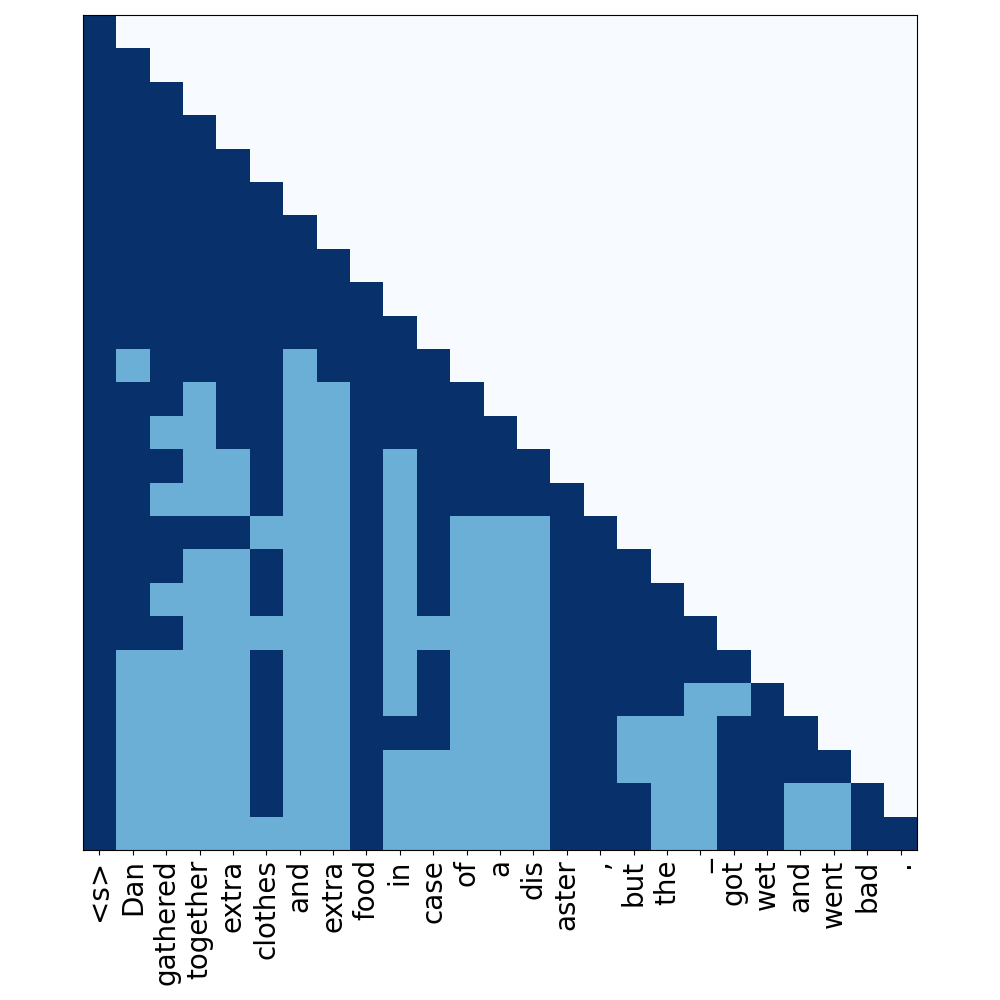 <s>
Dan
gathered
together
extra
clothes
and
extra
food
in
case
of
a
dis
aster
,
but
the
_
got
wet
and
went
bad
.